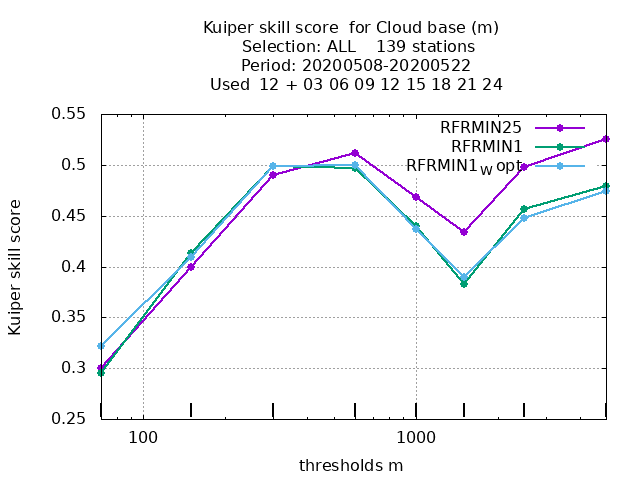 Kuiper skill score  for Cloud base (m)
Selection: ALL    139 stations
Period: 20200508-20200522
Used  12 + 03 06 09 12 15 18 21 24
RFRMIN25
RFRMIN1
RFRMIN1_W opt
0.55
0.5
0.45
0.4
0.35
0.3
0.25
Kuiper skill score
100
1000
thresholds m